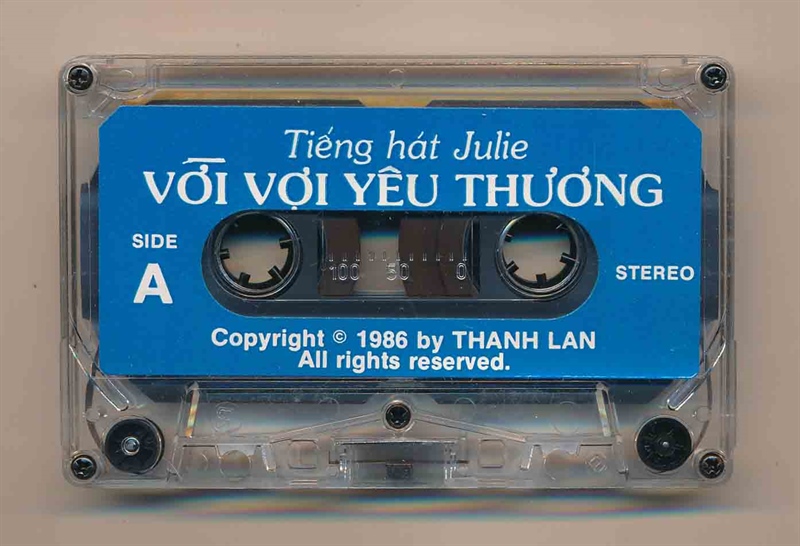 Tiếng hát Julie
VỜI VỢI YÊU THƯƠNG
SIDE
A
100 50 0
STEREO
Copyright © 1986 by THANH LAN
All rights reserved.